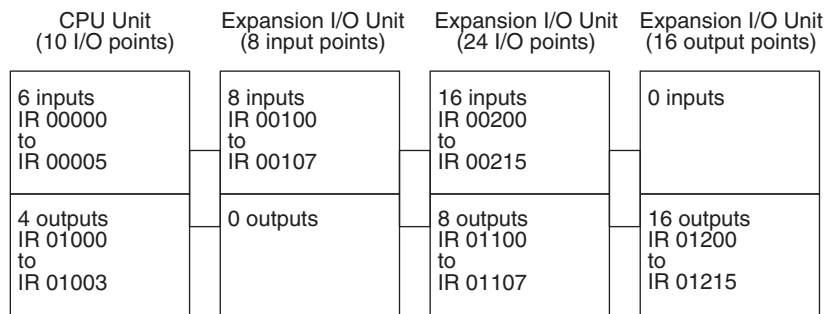 CPU Unit
(10 I/O points)
Expansion I/O Unit
(8 input points)
Expansion I/O Unit
(24 I/O points)
Expansion I/O Unit
(16 output points)
6 inputs
IR 00000
to
IR 00005
8 inputs
IR 00100
to
IR 00107
16 inputs
IR 00200
to
IR 00215
0 inputs
4 outputs
IR 01000
to
IR 01003
0 outputs
8 outputs
IR 01100
to
IR 01107
16 outputs
IR 01200
to
IR 01215